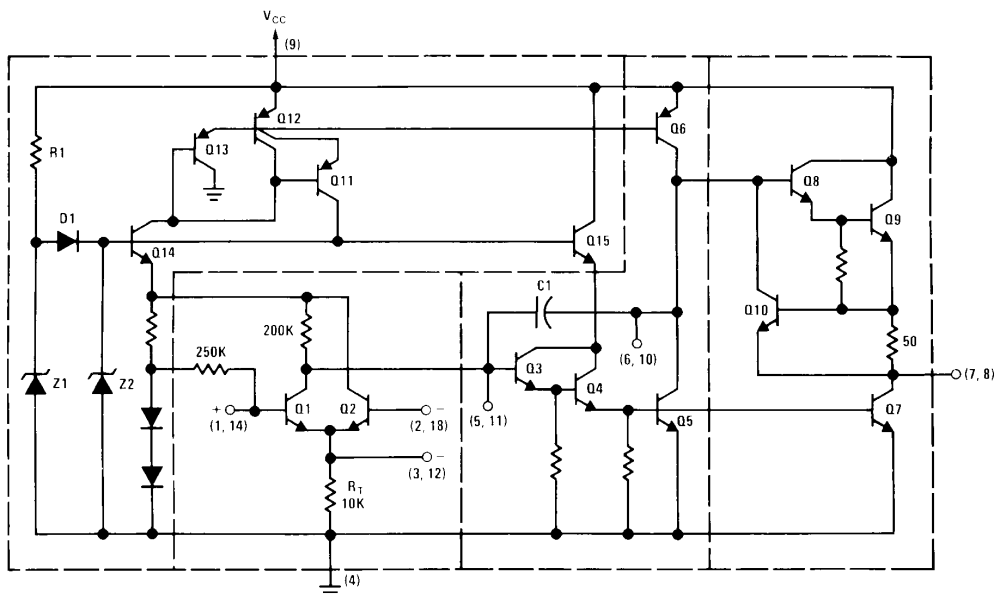 VCC
(9)
R1
Q12
Q13
Q11
Q6
Q8
Q9
D1
Q14
Q15
C1
Q10
200K
(6, 10)
50
250K
Q3
Q4
(7, 8)
Z1
Z2
+
(1, 14)
Q1
Q2
−
(2, 18)
(5, 11)
Q5
Q7
−
(3, 12)
RT
10K
(4)